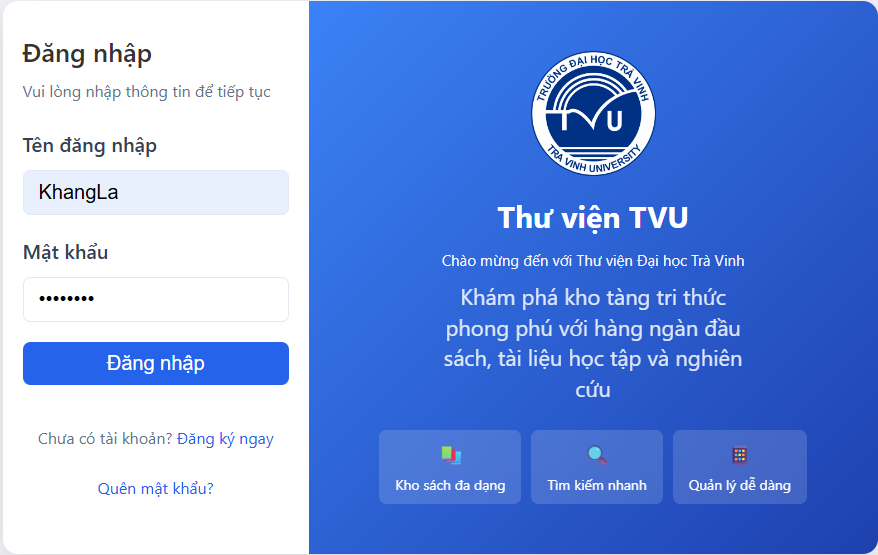 Đăng nhập
Vui lòng nhập thông tin để tiếp tục
Tên đăng nhập
KhangLa
Mật khẩu
••••••••
Đăng nhập
Chưa có tài khoản? Đăng ký ngay
Quên mật khẩu?
TRƯỜNG ĐẠI HỌC TRÀ VINH
TVU
TRA VINH UNIVERSITY
Thư viện TVU
Chào mừng đến với Thư viện Đại học Trà Vinh
Khám phá kho tàng tri thức
phong phú với hàng ngàn đầu
sách, tài liệu học tập và nghiên
cứu
Kho sách đa dạng
Tìm kiếm nhanh
Quản lý dễ dàng